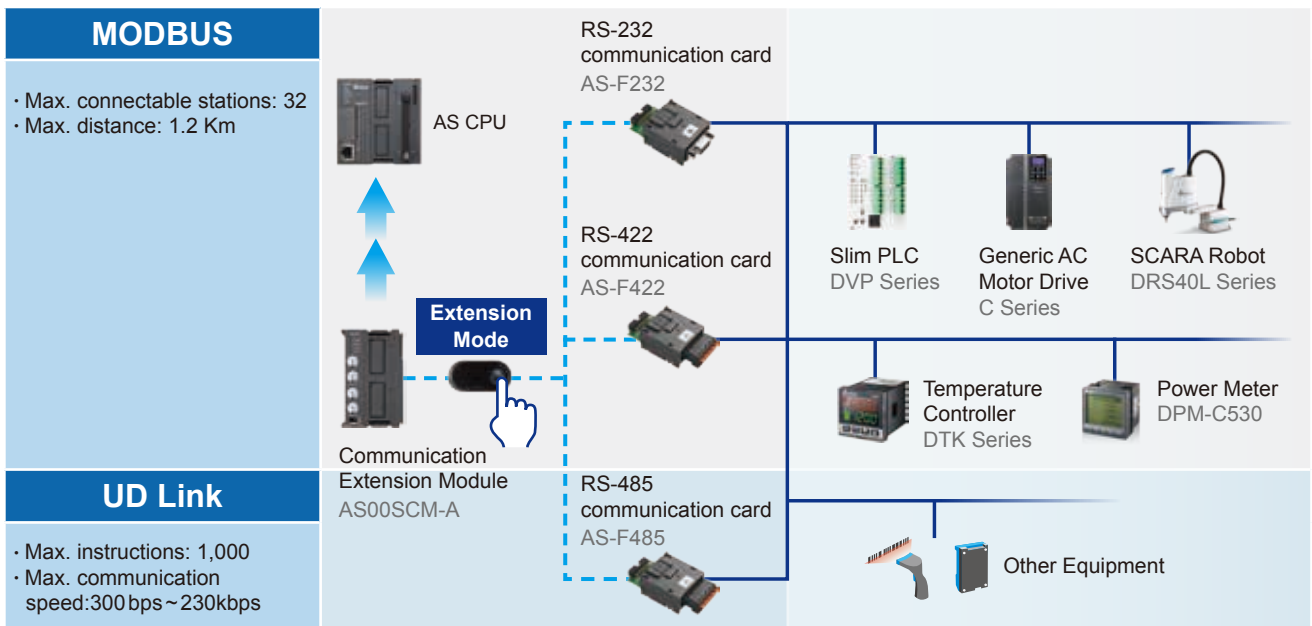 MODBUS
· Max. connectable stations: 32
· Max. distance: 1.2 Km
AS CPU
RS-232
communication card
AS-F232
Slim PLC
DVP Series
Generic AC
Motor Drive
C Series
SCARA Robot
DRS40L Series
RS-422
communication card
AS-F422
Extension
Mode
Temperature
Controller
DTK Series
Power Meter
DPM-C530
Communication
Extension Module
AS00SCM-A
UD Link
· Max. instructions: 1,000
· Max. communication
speed:300bps~230kbps
RS-485
communication card
AS-F485
Other Equipment